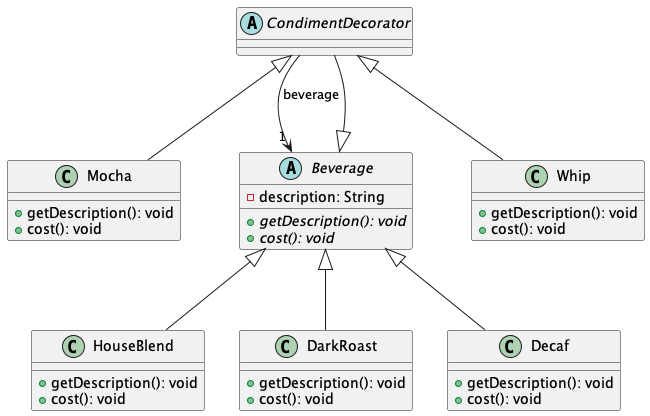 A CondimentDecorator
beverage
1
C Mocha
+ getDescription(): void
+ cost(): void
A Beverage
description: String
getDescription(): void
cost(): void
C Whip
getDescription(): void
cost(): void
C HouseBlend
getDescription(): void
cost(): void
C DarkRoast
getDescription(): void
cost(): void
C Decaf
getDescription(): void
cost(): void